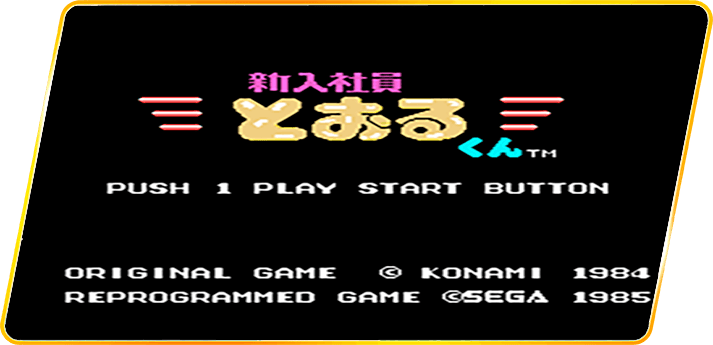 新入社員
とおる
くん™
PUSH 1 PLAY START BUTTON
ORIGINAL GAME © KONAMI 1984
REPROGRAMMED GAME ©SEGA 1985